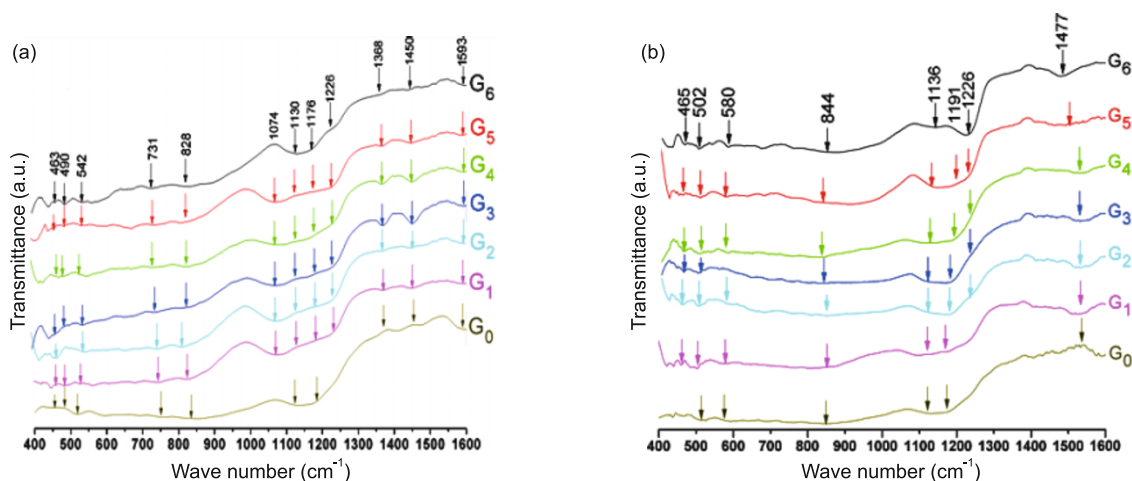 (a)
463
490
542
731
828
1074
1130
1176
1226
1368
1450
1593
G6
G5
G4
G3
G2
G1
G0
Transmittance (a.u.)
400 500 600 700 800 900 1000 1100 1200 1300 1400 1500 1600
Wave number (cm-1)
(b)
465
502
580
844
1136
1191
1226
1477
G6
G5
G4
G3
G2
G1
G0
Transmittance (a.u.)
400 500 600 700 800 900 1000 1100 1200 1300 1400 1500 1600
Wave number (cm-1)